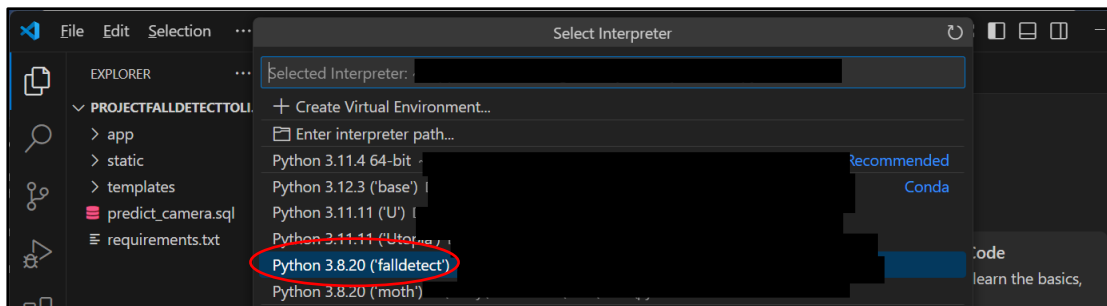 File Edit Selection ···
Select Interpreter
EXPLORER ···
Selected Interpreter:
PROJECTFALLDETECTTOLI...
+ Create Virtual Environment...
app
Enter interpreter path...
static
Python 3.11.4 64-bit Recommended
templates
Python 3.12.3 ('base') Conda
predict_camera.sql
Python 3.11.11 ('U')
requirements.txt
Python 3.11.11 ('Utopia')
Python 3.8.20 ('falldetect')
Code
Python 3.8.20 ('moth')
learn the basics,